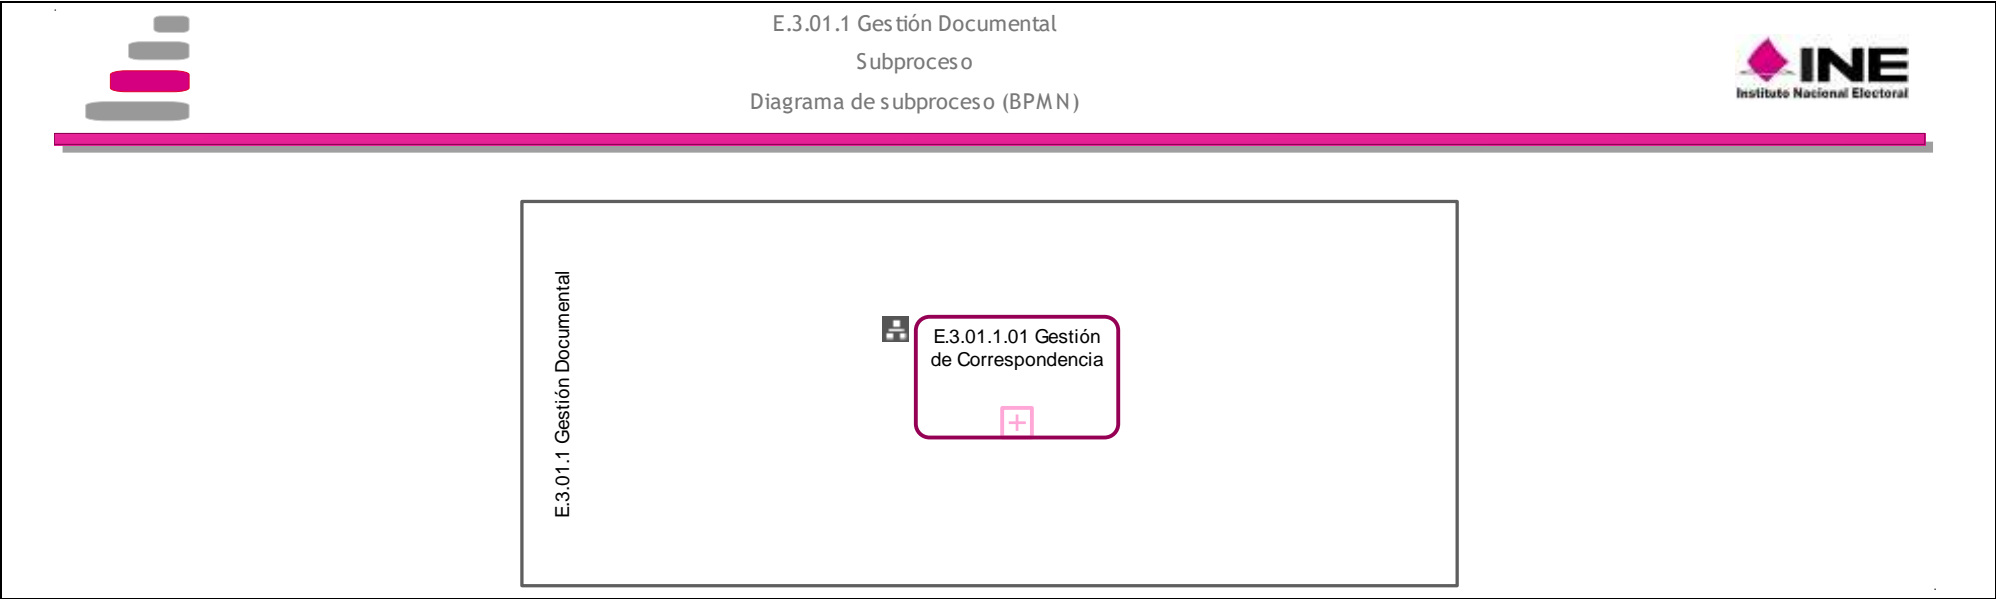 E.3.01.1 Gestión Documental
Subproceso
Diagrama de subproceso (BPMN)
INE
Instituto Nacional Electoral
E.3.01.1 Gestión Documental
E.3.01.1.01 Gestión
de Correspondencia